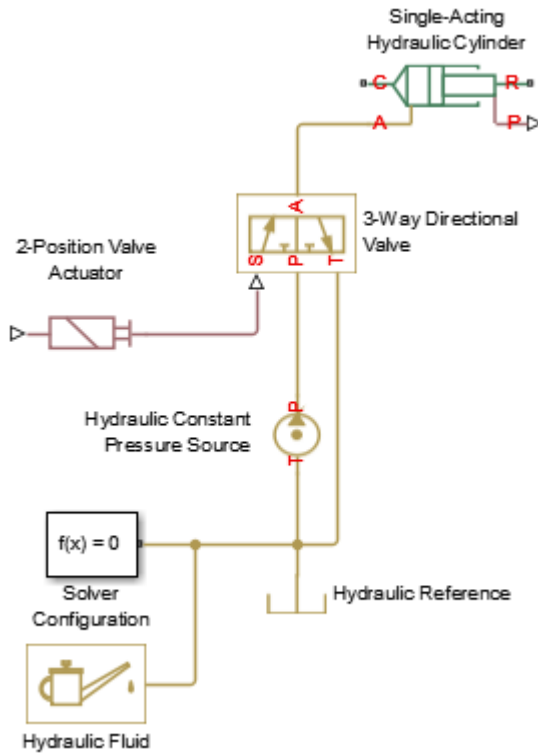 Single-Acting
Hydraulic Cylinder
C
R
A
P
A
3-Way Directional
Valve
S
P
T
2-Position Valve
Actuator
P
Hydraulic Constant
Pressure Source
T
f(x) = 0
Solver
Configuration
Hydraulic Reference
Hydraulic Fluid